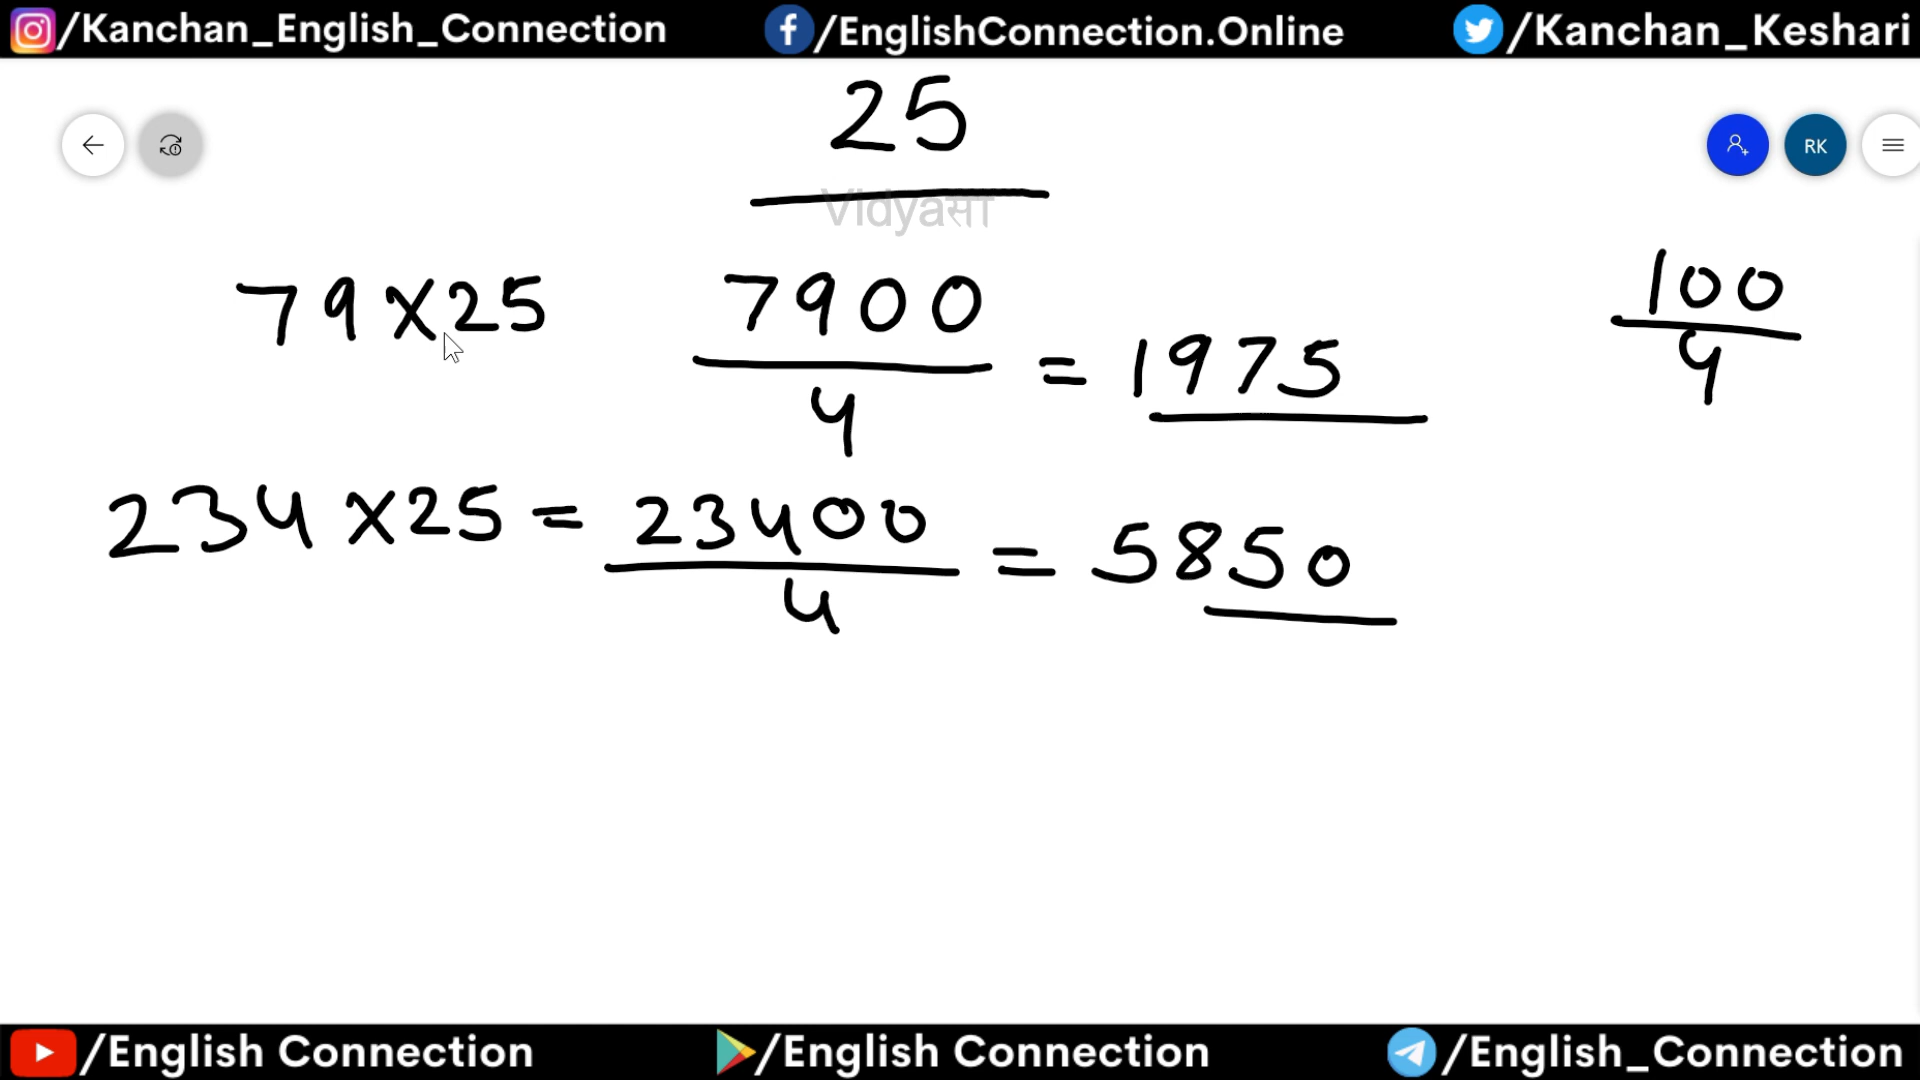 /Kanchan_English_Connection /EnglishConnection.Online /Kanchan_Keshari
25
Vidyaसा
RK
79×25 7900/4 = 1975 100/4
234×25 = 23400/4 = 5850
/English Connection /English Connection /English_Connection